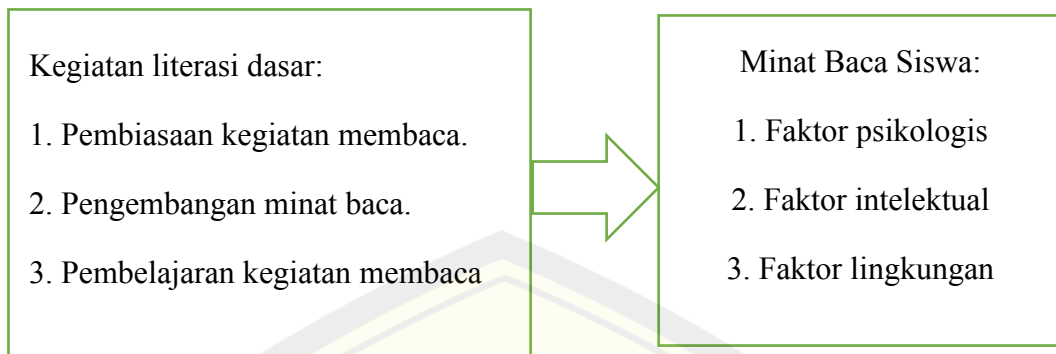 Kegiatan literasi dasar:
1. Pembiasaan kegiatan membaca.
2. Pengembangan minat baca.
3. Pembelajaran kegiatan membaca
Minat Baca Siswa:
1. Faktor psikologis
2. Faktor intelektual
3. Faktor lingkungan